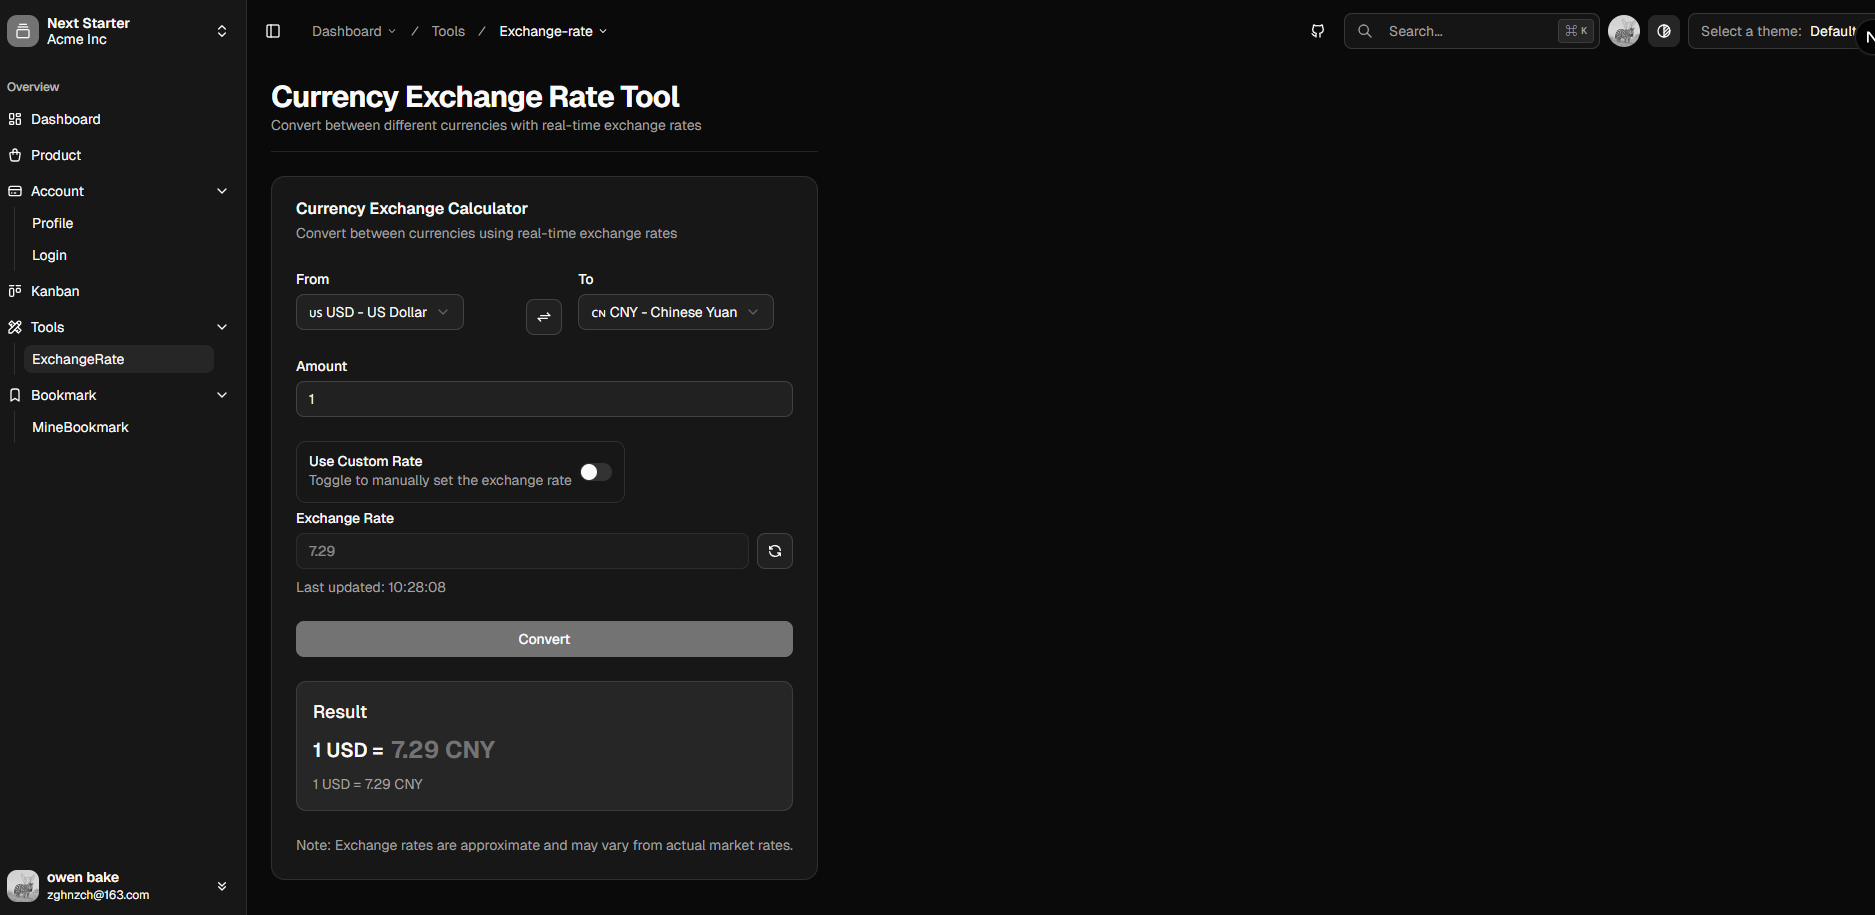 Next Starter
Acme Inc
Overview
Dashboard
Product
Account
Profile
Login
Kanban
Tools
ExchangeRate
Bookmark
MineBookmark
owen bake
zghnzch@163.com
Dashboard / Tools / Exchange-rate
Search... ⌘ K
Select a theme: Default
N
Currency Exchange Rate Tool
Convert between different currencies with real-time exchange rates
Currency Exchange Calculator
Convert between currencies using real-time exchange rates
From To
US USD - US Dollar CN CNY - Chinese Yuan
Amount
1
Use Custom Rate
Toggle to manually set the exchange rate
Exchange Rate
7.29
Last updated: 10:28:08
Convert
Result
1 USD = 7.29 CNY
1 USD = 7.29 CNY
Note: Exchange rates are approximate and may vary from actual market rates.